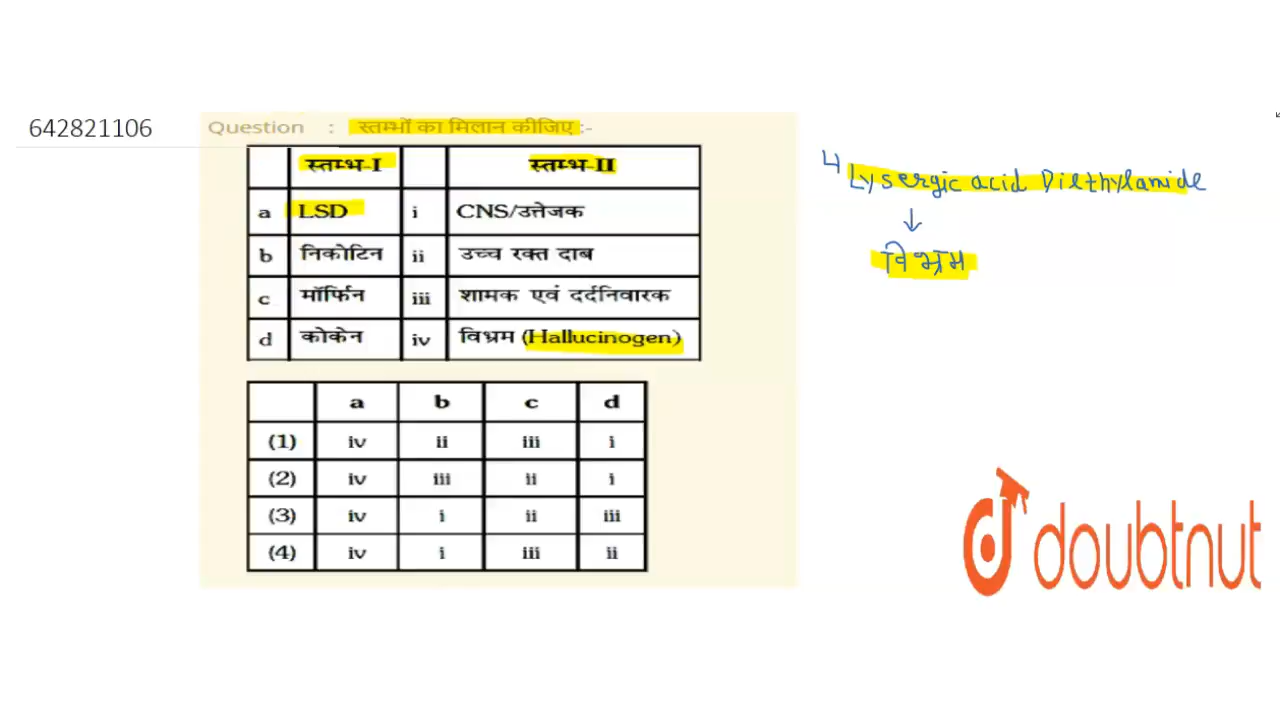 642821106
Question : स्तम्भों का मिलान कीजिए :-
स्तम्भ-I स्तम्भ-II
a LSD i CNS/उत्तेजक
b निकोटिन ii उच्च रक्त दाब
c मॉर्फिन iii शामक एवं दर्दनिवारक
d कोकेन iv विभ्रम (Hallucinogen)
a b c d
(1) iv ii iii i
(2) iv iii ii i
(3) iv i ii iii
(4) iv i iii ii
Lysergic acid Diethylamide
↓
विभ्रम
doubtnut